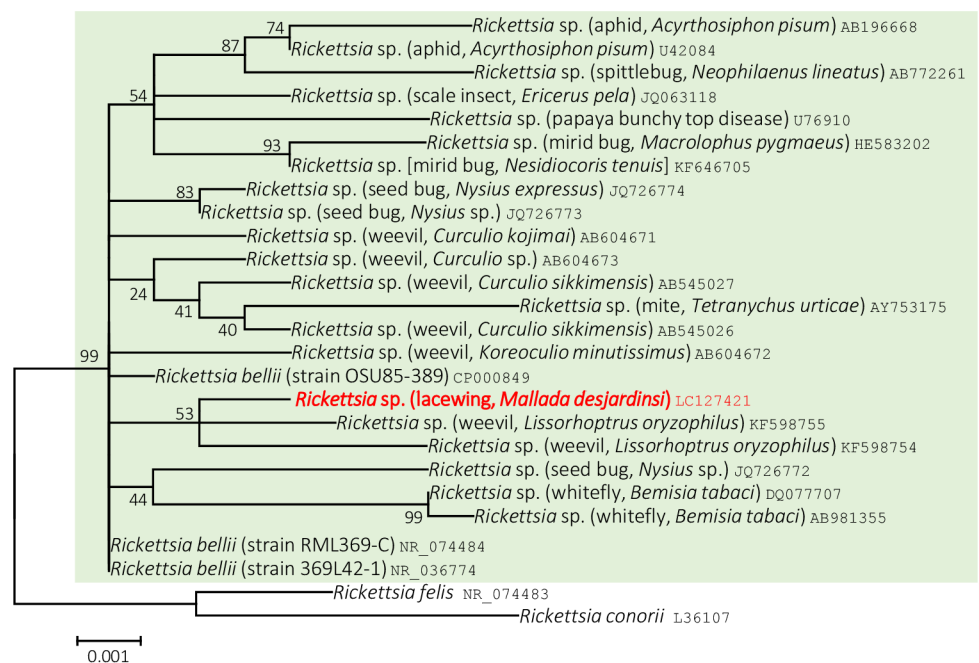 74 Rickettsia sp. (aphid, Acyrthosiphon pisum) AB196668
87 Rickettsia sp. (aphid, Acyrthosiphon pisum) U42084
Rickettsia sp. (spittlebug, Neophilaenus lineatus) AB772261
54 Rickettsia sp. (scale insect, Ericerus pela) JQ063118
Rickettsia sp. (papaya bunchy top disease) U76910
93 Rickettsia sp. (mirid bug, Macrolophus pygmaeus) HE583202
Rickettsia sp. [mirid bug, Nesidiocoris tenuis] KF646705
83 Rickettsia sp. (seed bug, Nysius expressus) JQ726774
Rickettsia sp. (seed bug, Nysius sp.) JQ726773
Rickettsia sp. (weevil, Curculio kojimai) AB604671
Rickettsia sp. (weevil, Curculio sp.) AB604673
24 Rickettsia sp. (weevil, Curculio sikkimensis) AB545027
41 Rickettsia sp. (mite, Tetranychus urticae) AY753175
40 Rickettsia sp. (weevil, Curculio sikkimensis) AB545026
99 Rickettsia sp. (weevil, Koreoculio minutissimus) AB604672
Rickettsia bellii (strain OSU85-389) CP000849
Rickettsia sp. (lacewing, Mallada desjardinsi) LC127421
53 Rickettsia sp. (weevil, Lissorhoptrus oryzophilus) KF598755
Rickettsia sp. (weevil, Lissorhoptrus oryzophilus) KF598754
Rickettsia sp. (seed bug, Nysius sp.) JQ726772
44 Rickettsia sp. (whitefly, Bemisia tabaci) DQ077707
99 Rickettsia sp. (whitefly, Bemisia tabaci) AB981355
Rickettsia bellii (strain RML369-C) NR_074484
Rickettsia bellii (strain 369L42-1) NR_036774
Rickettsia felis NR_074483
Rickettsia conorii L36107
0.001